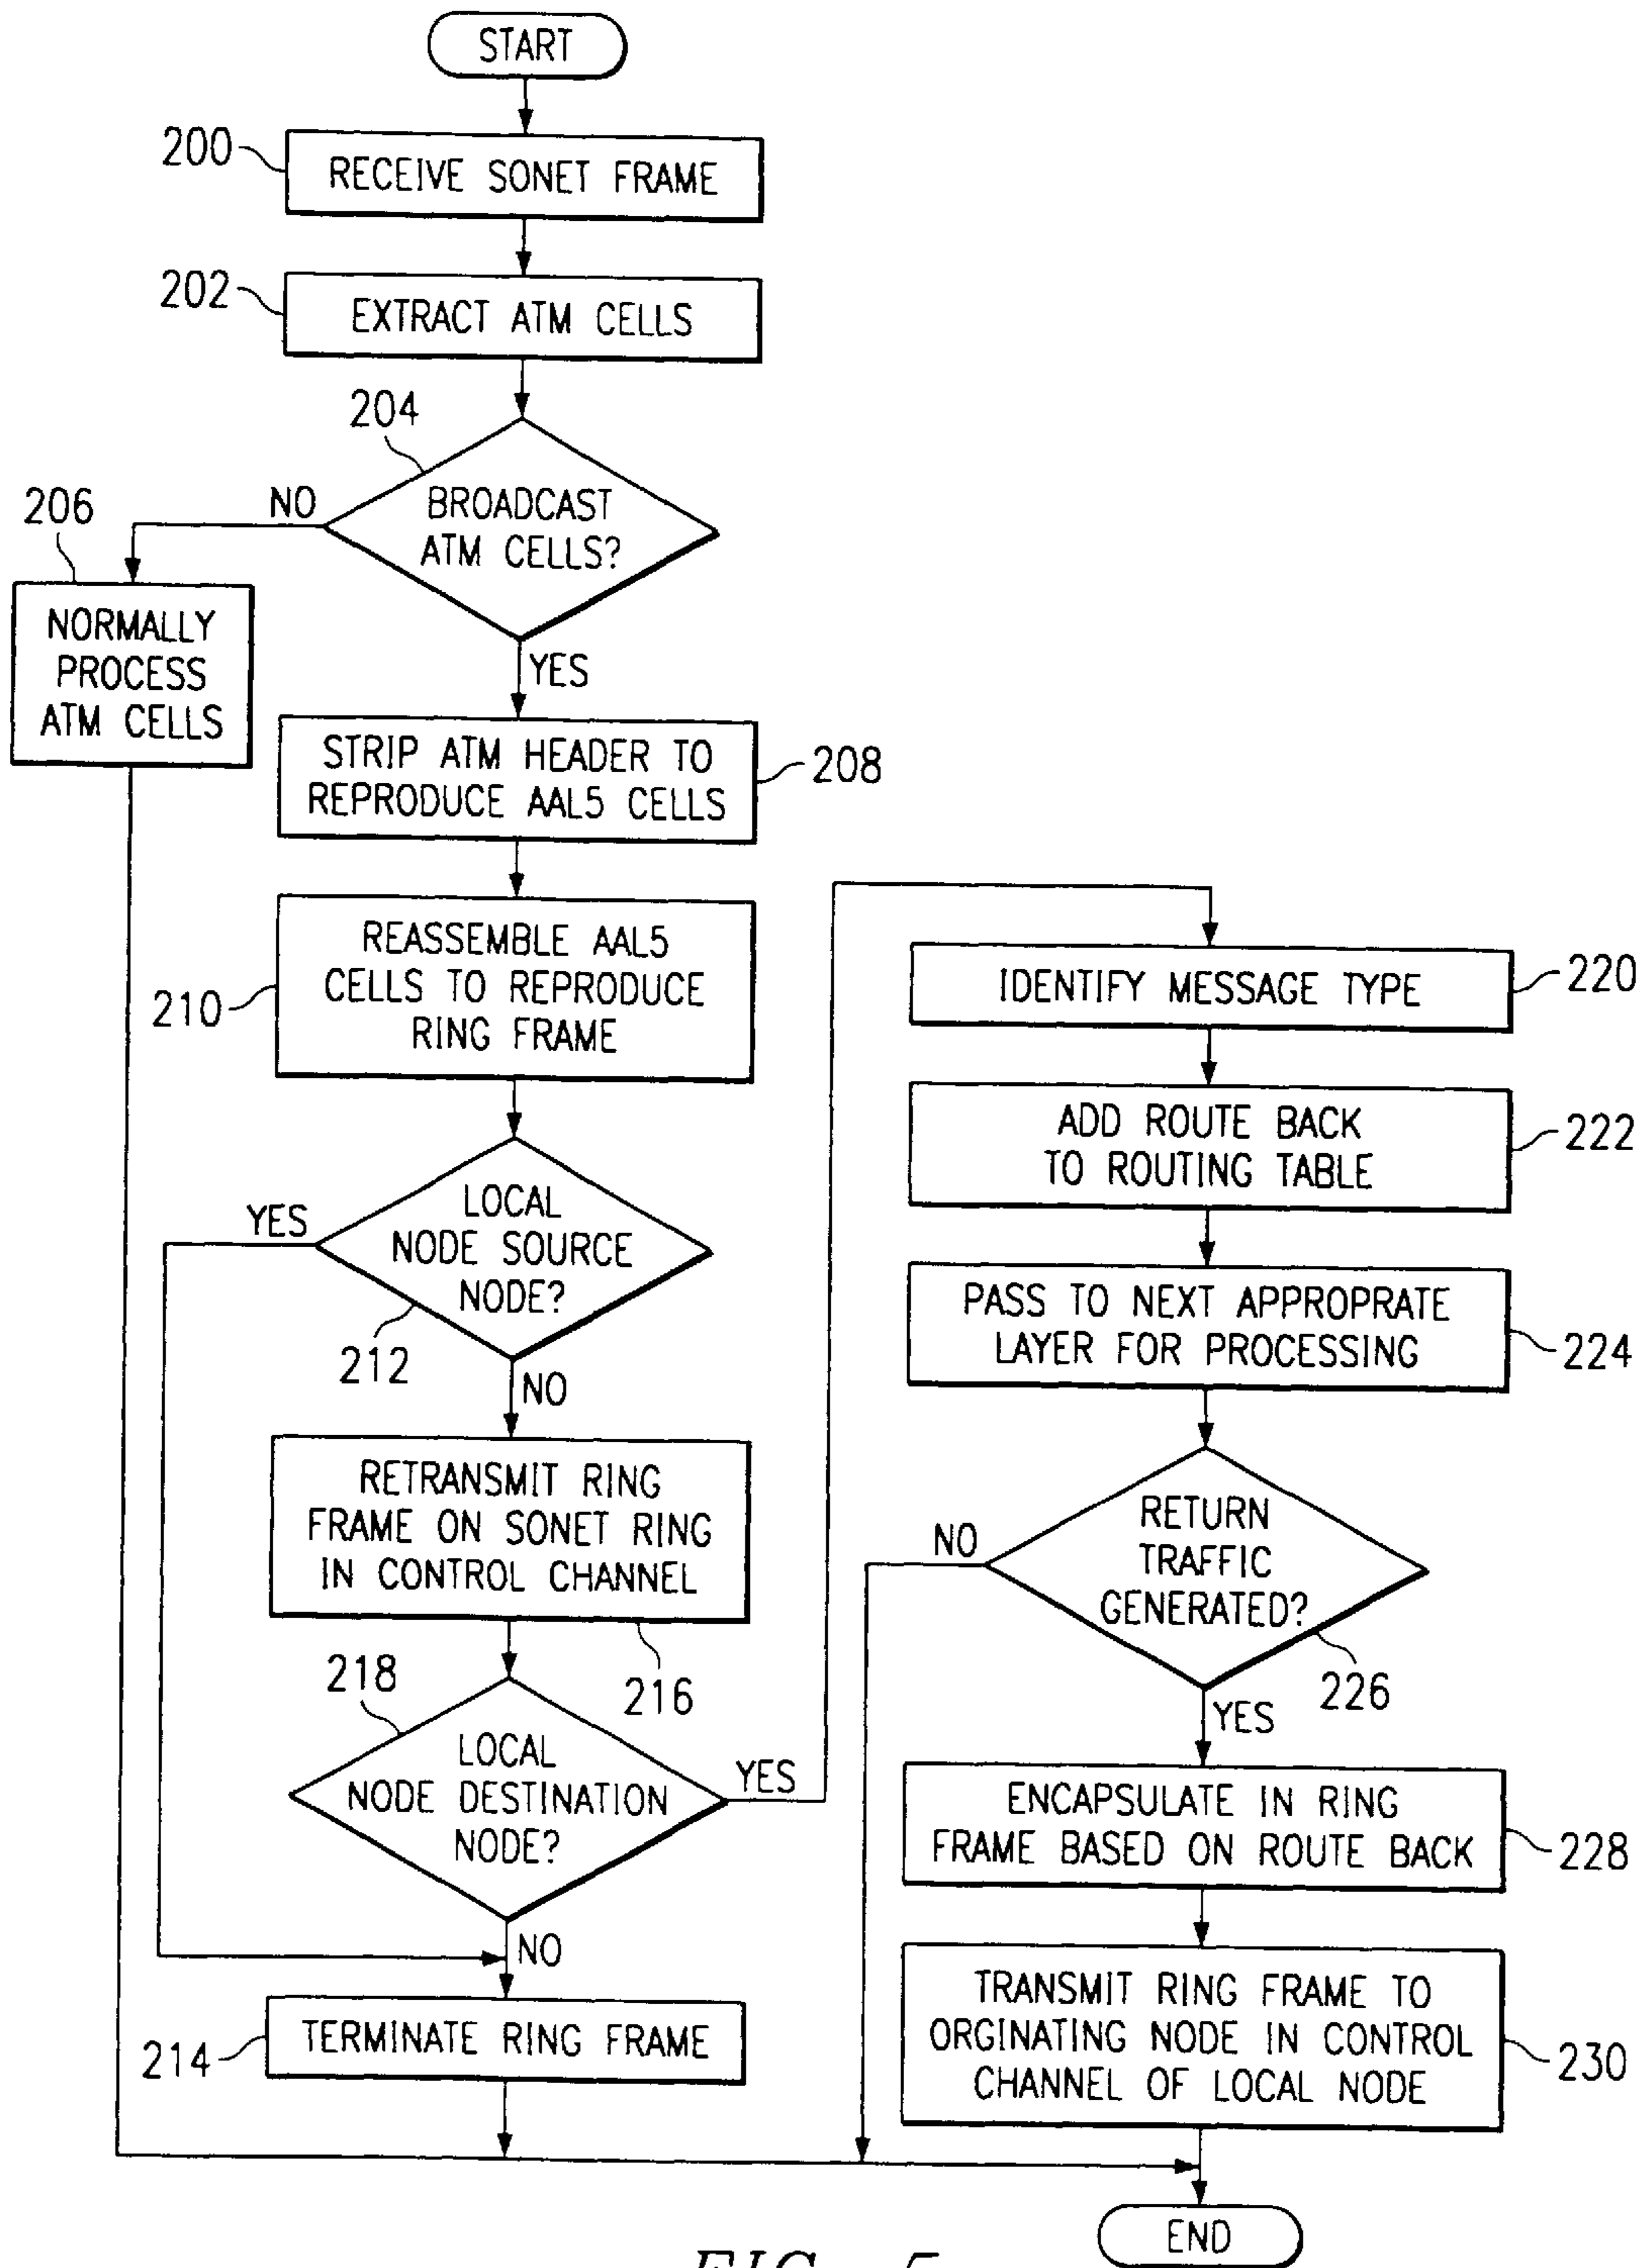 START
200
RECEIVE SONET FRAME
202
EXTRACT ATM CELLS
204
BROADCAST
ATM CELLS?
NO
206
NORMALLY
PROCESS
ATM CELLS
YES
STRIP ATM HEADER TO
REPRODUCE AAL5 CELLS
208
REASSEMBLE AAL5
CELLS TO REPRODUCE
RING FRAME
210
LOCAL
NODE SOURCE
NODE?
YES
212
NO
RETRANSMIT RING
FRAME ON SONET RING
IN CONTROL CHANNEL
216
218
LOCAL
NODE DESTINATION
NODE?
YES
NO
TERMINATE RING FRAME
214
IDENTIFY MESSAGE TYPE
220
ADD ROUTE BACK
TO ROUTING TABLE
222
PASS TO NEXT APPROPRATE
LAYER FOR PROCESSING
224
RETURN
TRAFFIC
GENERATED?
NO
226
YES
ENCAPSULATE IN RING
FRAME BASED ON ROUTE BACK
228
TRANSMIT RING FRAME TO
ORGINATING NODE IN CONTROL
CHANNEL OF LOCAL NODE
230
END
FIG. 5